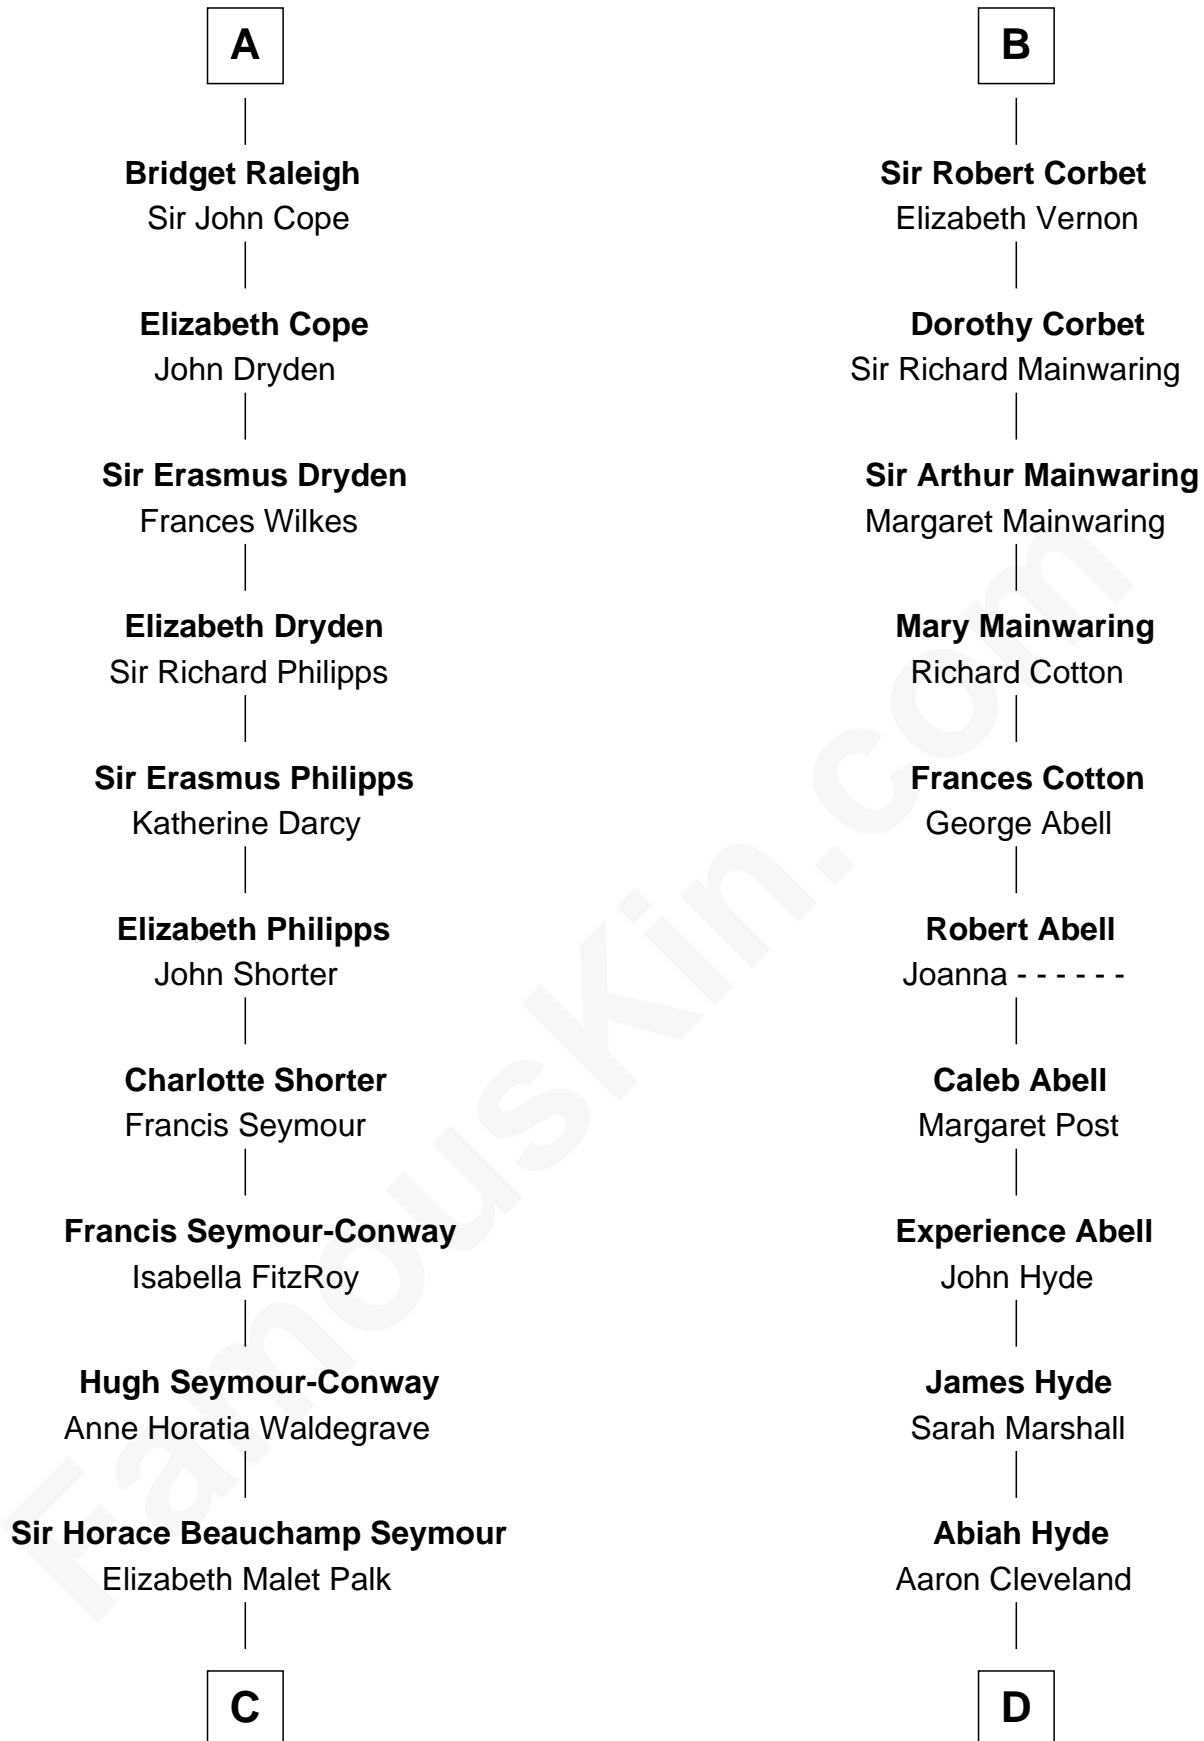 A
Bridget Raleigh
Sir John Cope
Elizabeth Cope
John Dryden
Sir Erasmus Dryden
Frances Wilkes
Elizabeth Dryden
Sir Richard Philipps
Sir Erasmus Philipps
Katherine Darcy
Elizabeth Philipps
John Shorter
Charlotte Shorter
Francis Seymour
Francis Seymour-Conway
Isabella FitzRoy
Hugh Seymour-Conway
Anne Horatia Waldegrave
Sir Horace Beauchamp Seymour
Elizabeth Malet Palk
C
B
Sir Robert Corbet
Elizabeth Vernon
Dorothy Corbet
Sir Richard Mainwaring
Sir Arthur Mainwaring
Margaret Mainwaring
Mary Mainwaring
Richard Cotton
Frances Cotton
George Abell
Robert Abell
Joanna - - - - - -
Caleb Abell
Margaret Post
Experience Abell
John Hyde
James Hyde
Sarah Marshall
Abiah Hyde
Aaron Cleveland
D
FamousKin.com